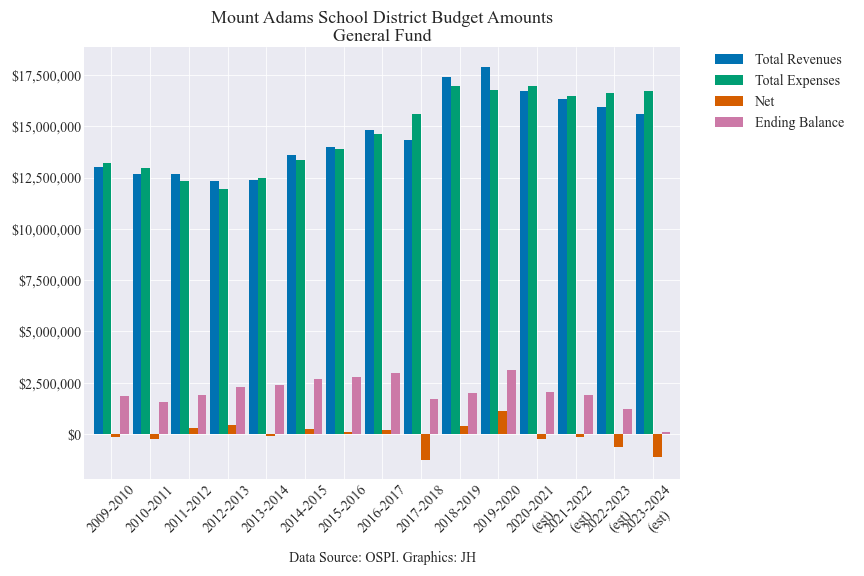 Mount Adams School District Budget Amounts
General Fund
Total Revenues
Total Expenses
Net
Ending Balance
$17,500,000
$15,000,000
$12,500,000
$10,000,000
$7,500,000
$5,000,000
$2,500,000
$0
2009-2010
2010-2011
2011-2012
2012-2013
2013-2014
2014-2015
2015-2016
2016-2017
2017-2018
2018-2019
2019-2020
2020-2021
(est)
2021-2022
(est)
2022-2023
(est)
2023-2024
(est)
Data Source: OSPI. Graphics: JH